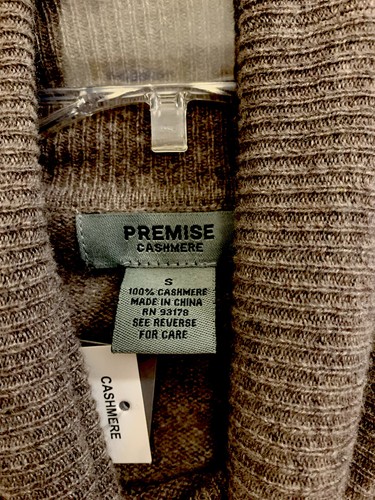 PREMISE
CASHMERE
S
100% CASHMERE
MADE IN CHINA
RN 93178
SEE REVERSE
FOR CARE
CASHMERE